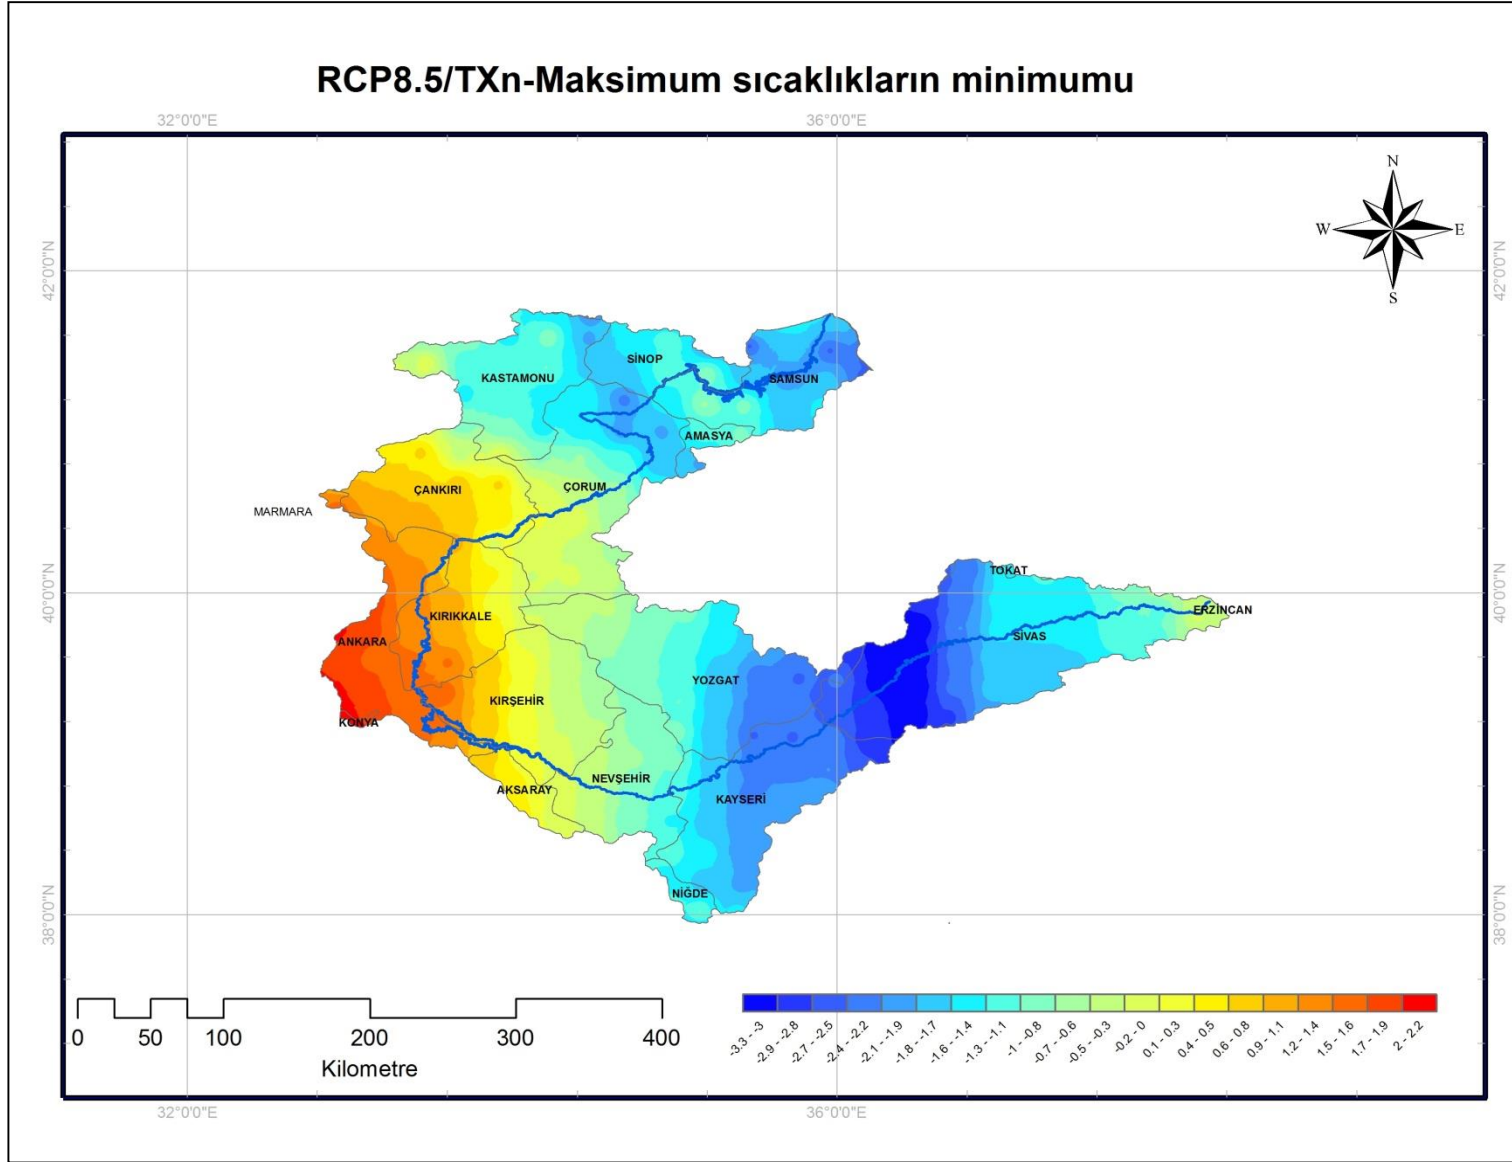 RCP8.5/TXn-Maksimum sıcaklıkların minimumu
32°0'0"E 36°0'0"E
N
W E
S
42°0'0"N 42°0'0"N
SİNOP
KASTAMONU SAMSUN
AMASYA
ÇANKIRI ÇORUM
MARMARA
TOKAT
40°0'0"N 40°0'0"N
ERZİNCAN
KIRIKKALE
SİVAS
ANKARA
YOZGAT
KIRŞEHİR
KONYA
NEVŞEHİR
AKSARAY
KAYSERİ
NİĞDE
38°0'0"N 38°0'0"N
0 50 100 200 300 400
Kilometre
-3.3 - -3
-2.9 - -2.8
-2.7 - -2.5
-2.4 - -2.2
-2.1 - -1.9
-1.8 - -1.7
-1.6 - -1.4
-1.3 - -1.1
-1 - -0.8
-0.7 - -0.6
-0.5 - -0.3
-0.2 - 0
0.1 - 0.3
0.4 - 0.5
0.6 - 0.8
0.9 - 1.1
1.2 - 1.4
1.5 - 1.6
1.7 - 1.9
2 - 2.2
32°0'0"E 36°0'0"E